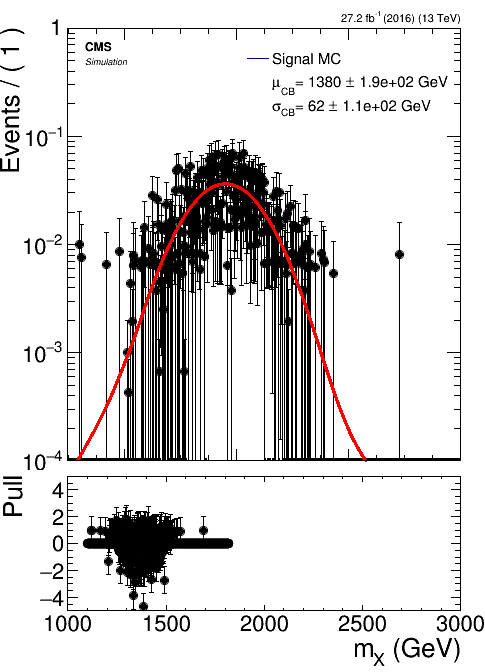 27.2 fb⁻¹ (2016) (13 TeV)
CMS
Simulation
Signal MC
μ_CB = 1380 ± 1.9e+02 GeV
σ_CB = 62 ± 1.1e+02 GeV
Events / ( 1 )
1
10⁻¹
10⁻²
10⁻³
10⁻⁴
Pull
4
2
0
−2
−4
1000 1500 2000 2500 3000
m_X (GeV)